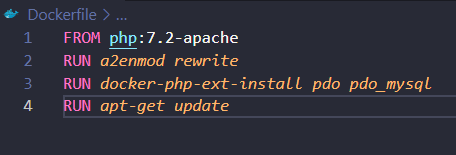 Dockerfile > ...
1 FROM php:7.2-apache
2 RUN a2enmod rewrite
3 RUN docker-php-ext-install pdo pdo_mysql
4 RUN apt-get update